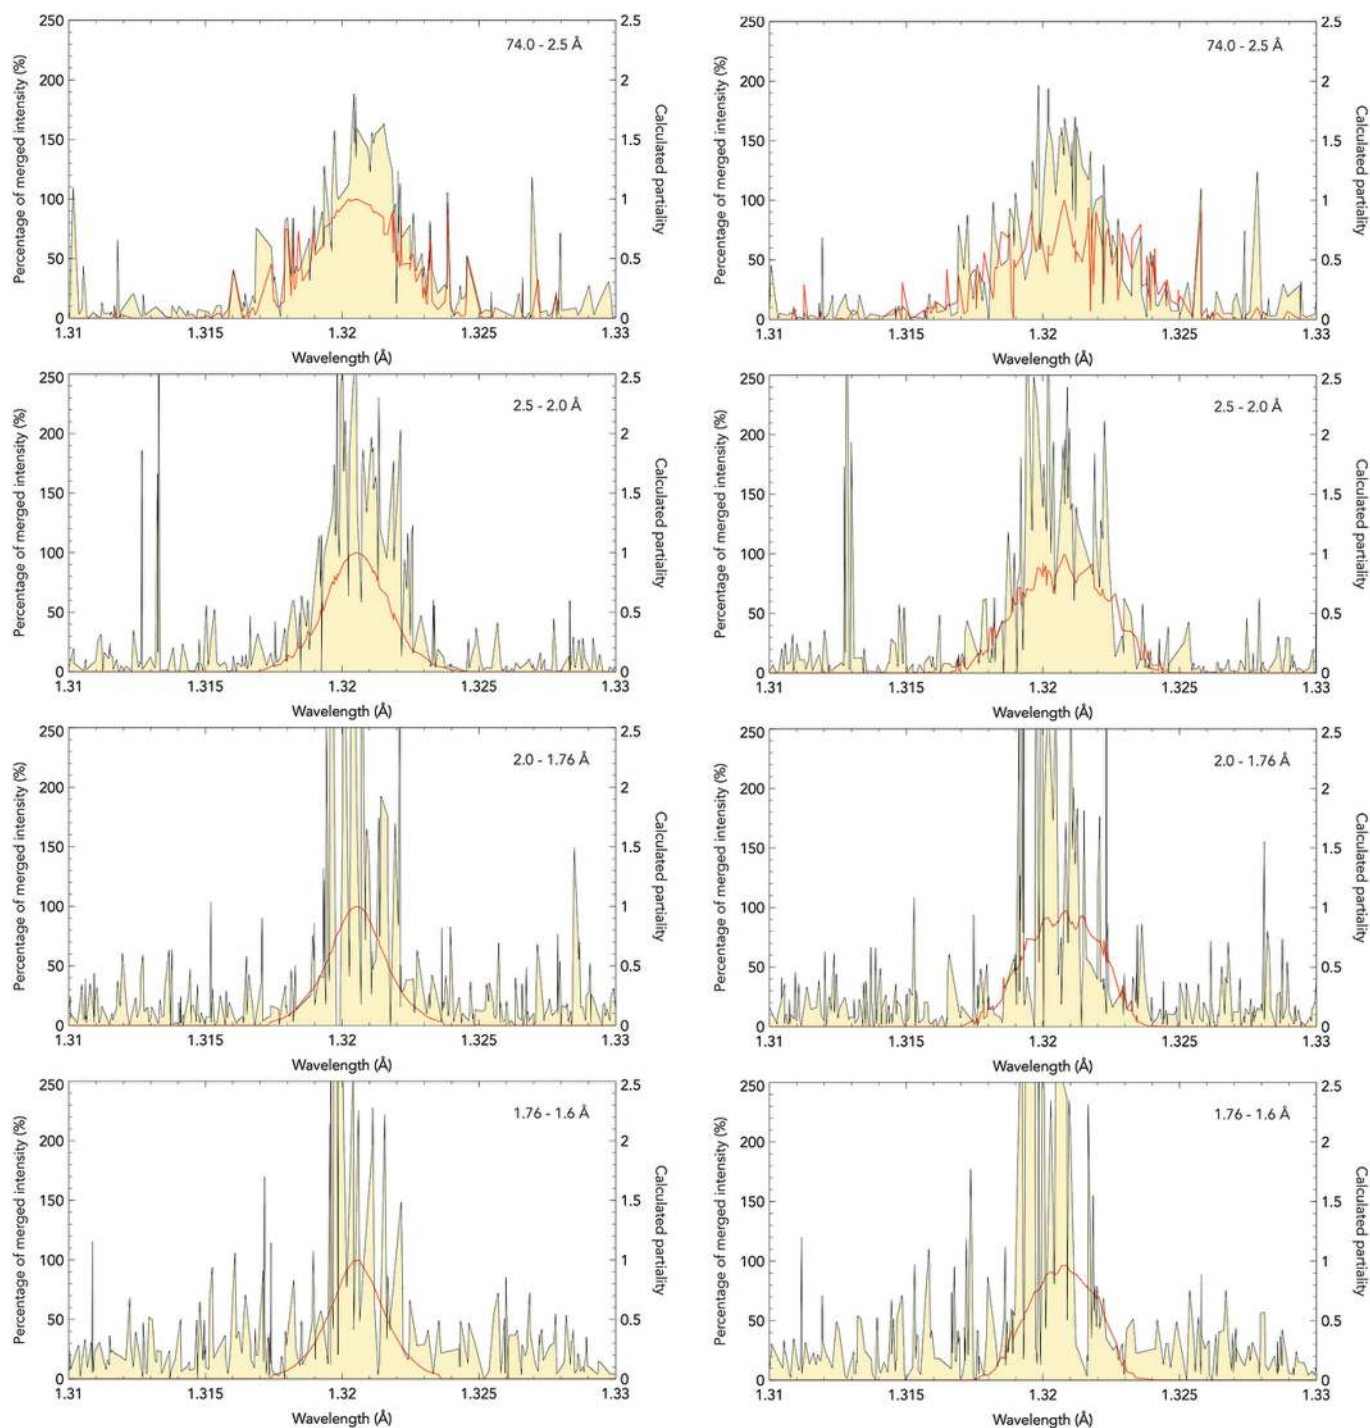 250
200
150
100
50
0
Percentage of merged intensity (%)
74.0 - 2.5 Å
2.5
2
1.5
1
0.5
0
Calculated partiality
1.31 1.315 1.32 1.325 1.33
Wavelength (Å)
250
200
150
100
50
0
Percentage of merged intensity (%)
74.0 - 2.5 Å
2.5
2
1.5
1
0.5
0
Calculated partiality
1.31 1.315 1.32 1.325 1.33
Wavelength (Å)
250
200
150
100
50
0
Percentage of merged intensity (%)
2.5 - 2.0 Å
2.5
2
1.5
1
0.5
0
Calculated partiality
1.31 1.315 1.32 1.325 1.33
Wavelength (Å)
250
200
150
100
50
0
Percentage of merged intensity (%)
2.5 - 2.0 Å
2.5
2
1.5
1
0.5
0
Calculated partiality
1.31 1.315 1.32 1.325 1.33
Wavelength (Å)
250
200
150
100
50
0
Percentage of merged intensity (%)
2.0 - 1.76 Å
2.5
2
1.5
1
0.5
0
Calculated partiality
1.31 1.315 1.32 1.325 1.33
Wavelength (Å)
250
200
150
100
50
0
Percentage of merged intensity (%)
2.0 - 1.76 Å
2.5
2
1.5
1
0.5
0
Calculated partiality
1.31 1.315 1.32 1.325 1.33
Wavelength (Å)
250
200
150
100
50
0
Percentage of merged intensity (%)
1.76 - 1.6 Å
2.5
2
1.5
1
0.5
0
Calculated partiality
1.31 1.315 1.32 1.325 1.33
Wavelength (Å)
250
200
150
100
50
0
Percentage of merged intensity (%)
1.76 - 1.6 Å
2.5
2
1.5
1
0.5
0
Calculated partiality
1.31 1.315 1.32 1.325 1.33
Wavelength (Å)